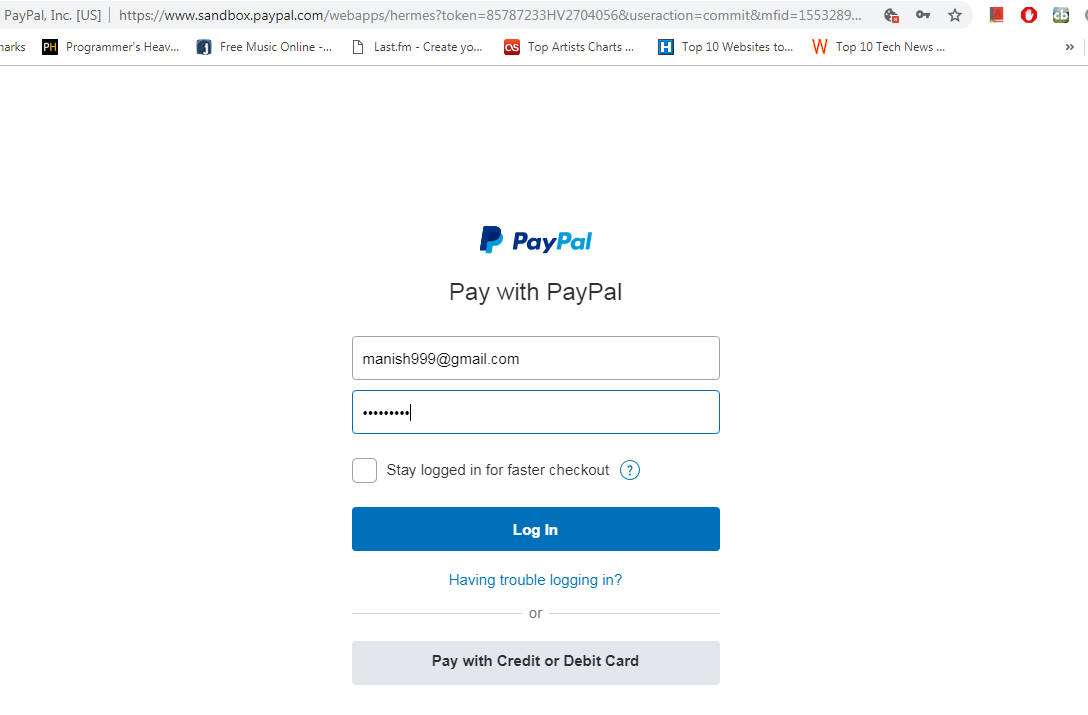 PayPal, Inc. [US] https://www.sandbox.paypal.com/webapps/hermes?token=85787233HV2704056&useraction=commit&mfid=1553289...
narks PH Programmer's Heav... Free Music Online -... Last.fm - Create yo... Top Artists Charts ... H Top 10 Websites to... W Top 10 Tech News ... »
PayPal
Pay with PayPal
manish999@gmail.com
•••••••••
Stay logged in for faster checkout ?
Log In
Having trouble logging in?
or
Pay with Credit or Debit Card